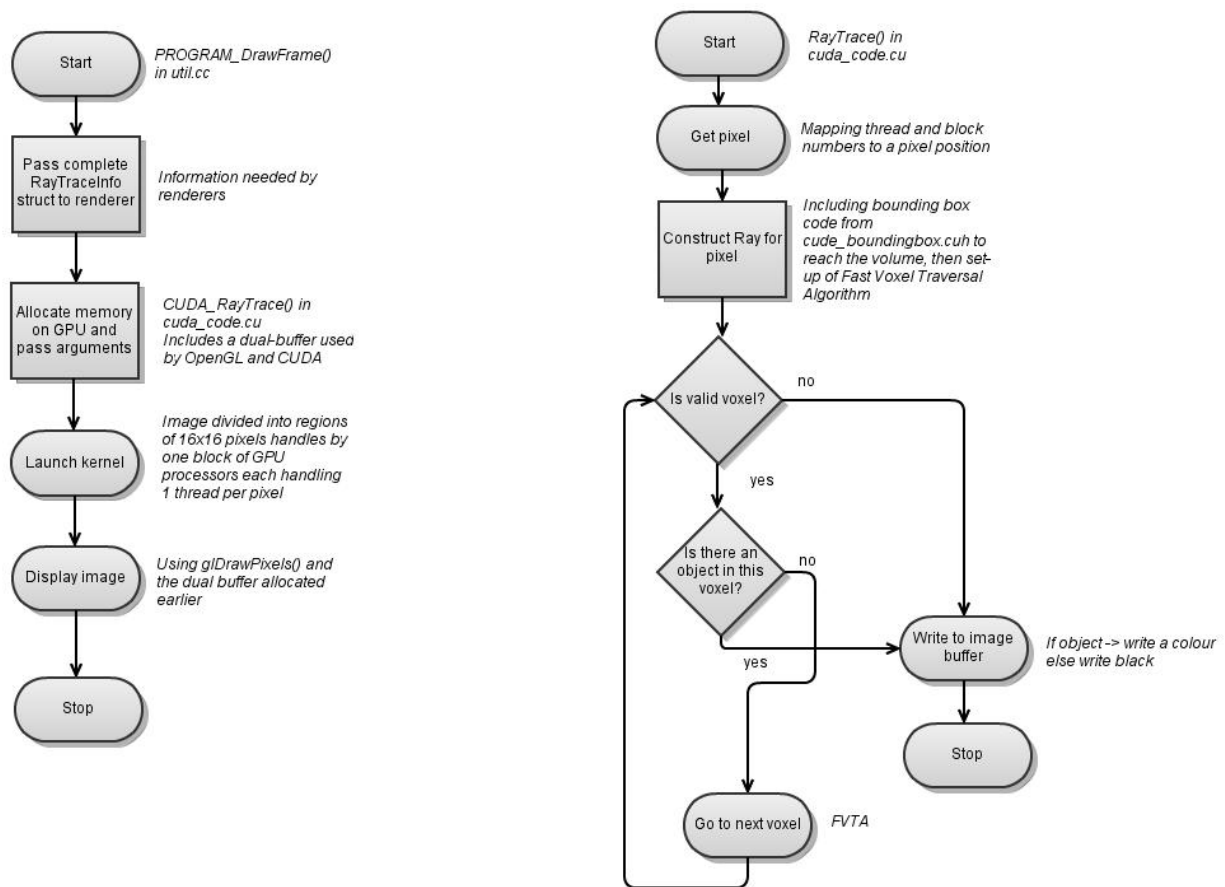 Start
PROGRAM_DrawFrame()
in util.cc
Pass complete
RayTraceInfo
struct to renderer
Information needed by
renderers
Allocate memory
on GPU and
pass arguments
CUDA_RayTrace() in
cuda_code.cu
Includes a dual-buffer used
by OpenGL and CUDA
Launch kernel
Image divided into regions
of 16x16 pixels handles by
one block of GPU
processors each handling
1 thread per pixel
Display image
Using glDrawPixels() and
the dual buffer allocated
earlier
Stop
Start
RayTrace() in
cuda_code.cu
Get pixel
Mapping thread and block
numbers to a pixel position
Construct Ray for
pixel
Including bounding box
code from
cude_boundingbox.cuh to
reach the volume, then set-
up of Fast Voxel Traversal
Algorithm
Is valid voxel?
no
yes
Is there an
object in this
voxel?
no
yes
Write to image
buffer
If object -> write a colour
else write black
Stop
Go to next voxel
FVTA